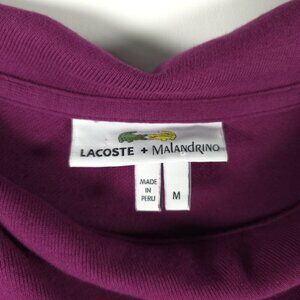 LACOSTE + MALANDRINO
MADE
IN
PERU
M